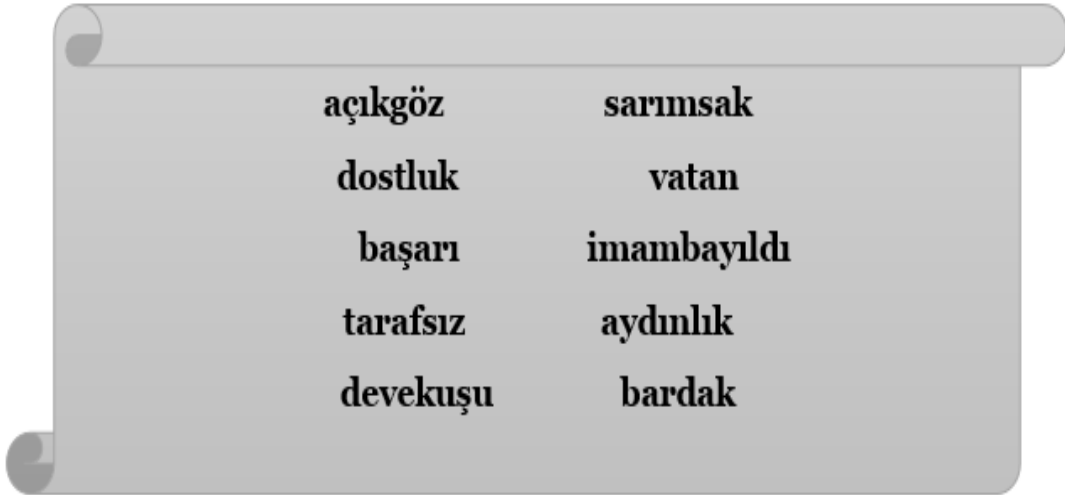 açıkgöz sarımsak
dostluk vatan
başarı imambayıldı
tarafsız aydınlık
devekuşu bardak